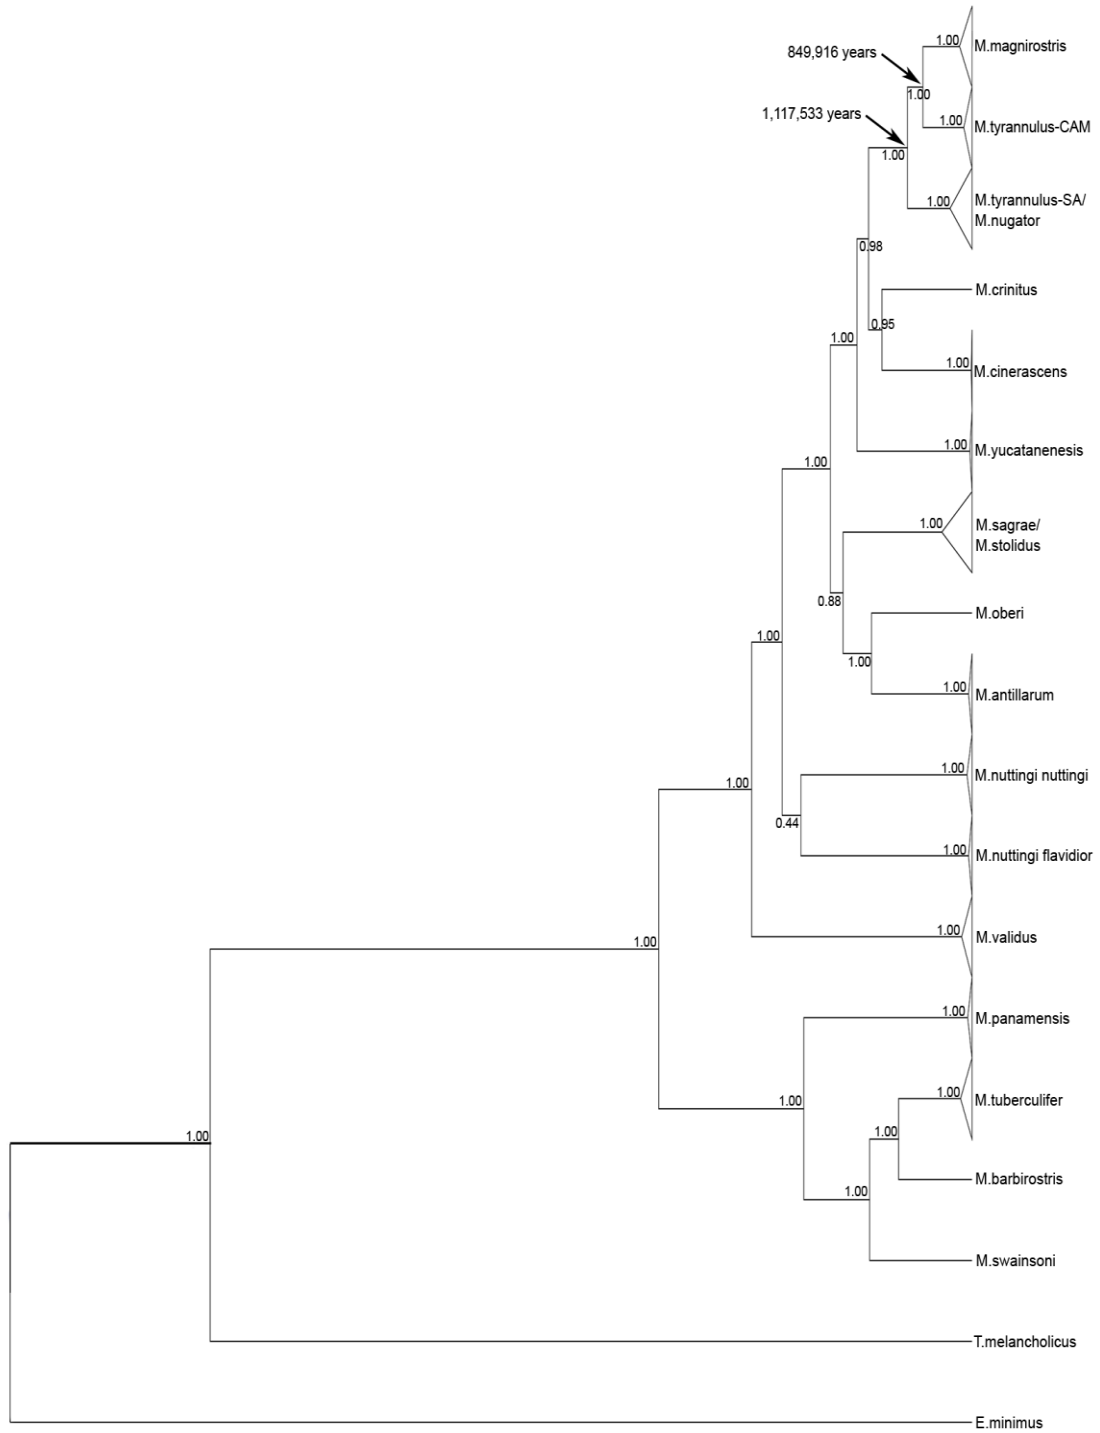 1.00
M.magnirostris
849,916 years
1.00
1.00
M.tyrannulus-CAM
1,117,533 years
1.00
1.00
M.tyrannulus-SA/
M.nugator
0.98
M.crinitus
0.95
1.00
1.00
M.cinerascens
1.00
M.yucatanenesis
1.00
1.00
M.sagrae/
M.stolidus
0.88
M.oberi
1.00
1.00
1.00
M.antillarum
1.00
M.nuttingi nuttingi
1.00
0.44
1.00
M.nuttingi flavidior
1.00
M.validus
1.00
1.00
M.panamensis
1.00
1.00
M.tuberculifer
1.00
1.00
M.barbirostris
1.00
M.swainsoni
T.melancholicus
E.minimus